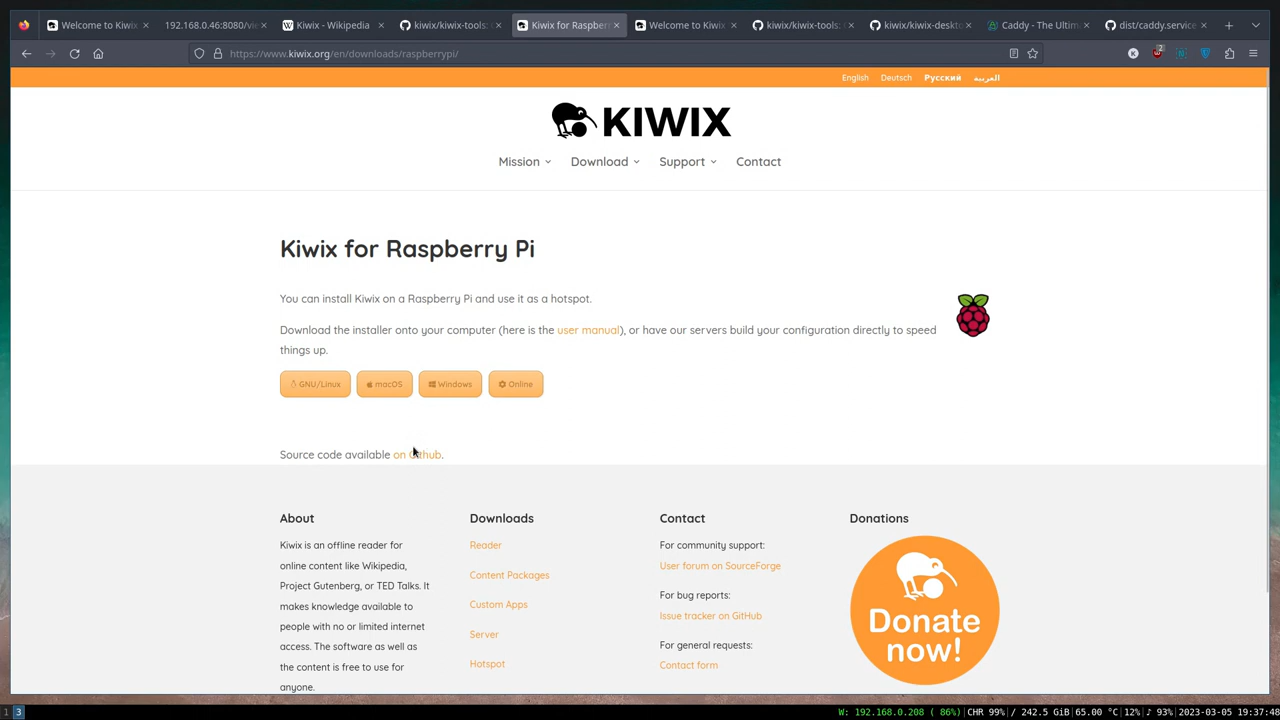 Welcome to Kiwix
192.168.0.46:8080/vie
Kiwix - Wikipedia
kiwix/kiwix-tools:
Kiwix for Raspberr
Welcome to Kiwix
kiwix/kiwix-tools: C
kiwix/kiwix-deskto
Caddy - The Ultim
dist/caddy.service
https://www.kiwix.org/en/downloads/raspberrypi/
2
English Deutsch Русский العربية
KIWIX
Mission Download Support Contact
Kiwix for Raspberry Pi
You can install Kiwix on a Raspberry Pi and use it as a hotspot.
Download the installer onto your computer (here is the user manual), or have our servers build your configuration directly to speed
things up.
GNU/Linux macOS Windows Online
Source code available on Github.
About
Kiwix is an offline reader for
online content like Wikipedia,
Project Gutenberg, or TED Talks. It
makes knowledge available to
people with no or limited internet
access. The software as well as
the content is free to use for
anyone.
Downloads
Reader
Content Packages
Custom Apps
Server
Hotspot
Contact
For community support:
User forum on SourceForge
For bug reports:
Issue tracker on GitHub
For general requests:
Contact form
Donations
Donate
now!
1 3
W: 192.168.0.208 ( 86%)|CHR 99%|/ 242.5 GiB|65.00 °C|12%|♪ 93%|2023-03-05 19:37:48